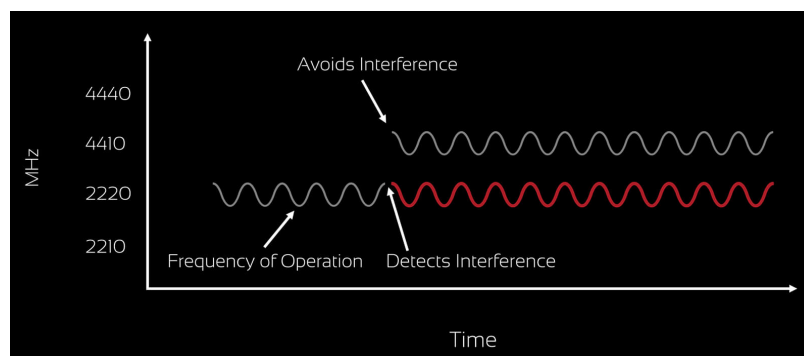 Avoids Interference
4440
4410
MHz
2220
2210
Frequency of Operation
Detects Interference
Time